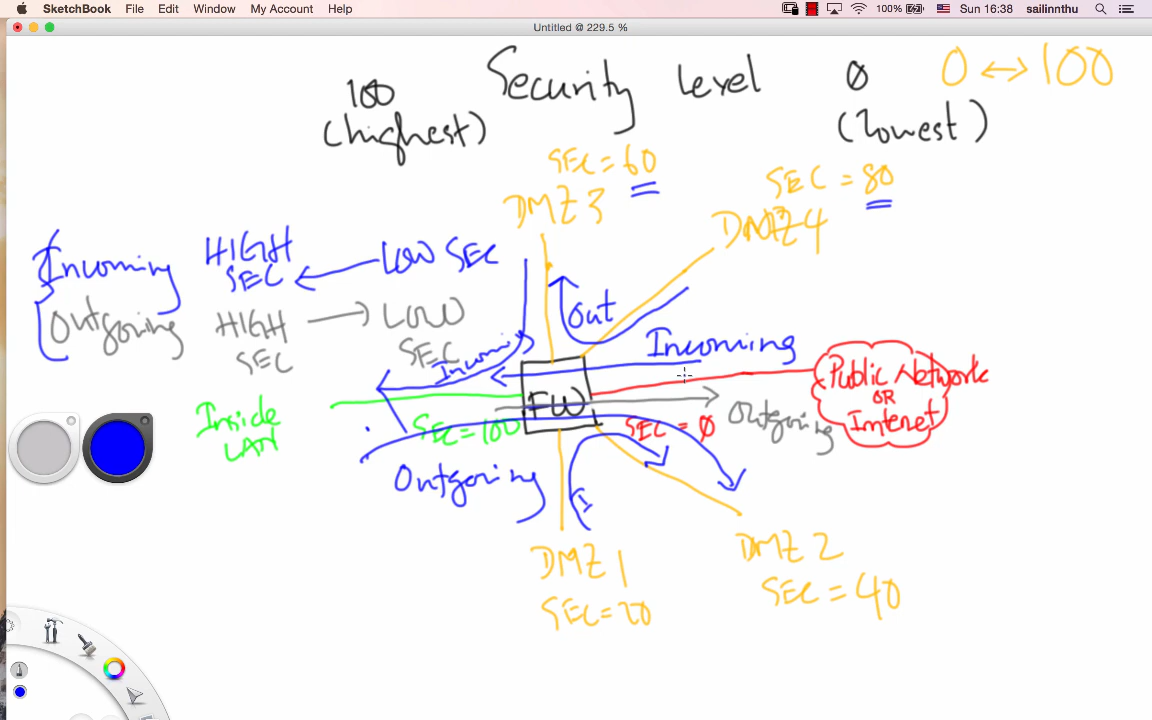 SketchBook File Edit Window My Account Help 100% Sun 16:38 sailinnthu
Untitled @ 229.5 %
Security level
100
(highest)
0
(lowest)
0 ↔ 100
SEC = 60
DMZ 3
SEC = 80
DMZ 4
Incoming HIGH SEC ← LOW SEC
Outgoing HIGH SEC → LOW SEC
Out
Incoming
Incoming
Public Network
OR
Internet
Inside
LAN
FW
SEC=100
SEC = 0
Outgoing
Outgoing
DMZ 1
SEC=20
DMZ 2
SEC = 40